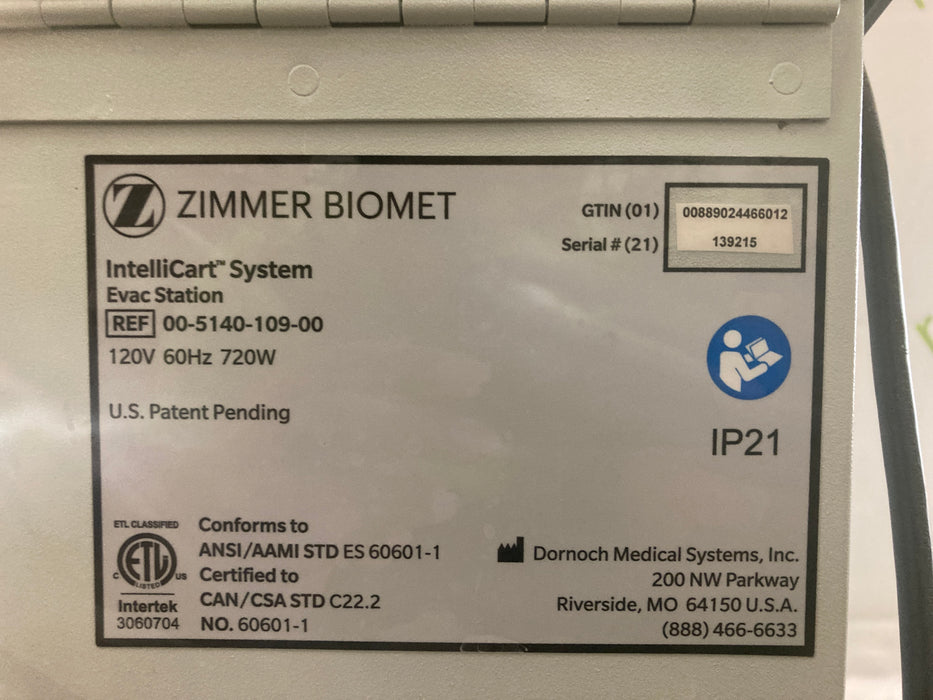 Z ZIMMER BIOMET
GTIN (01) 00889024466012
Serial # (21) 139215
IntelliCart™ System
Evac Station
REF 00-5140-109-00
120V 60Hz 720W
U.S. Patent Pending
IP21
ETL CLASSIFIED
C ETL US
LISTED
Intertek
3060704
Conforms to
ANSI/AAMI STD ES 60601-1
Certified to
CAN/CSA STD C22.2
NO. 60601-1
Dornoch Medical Systems, Inc.
200 NW Parkway
Riverside, MO 64150 U.S.A.
(888) 466-6633